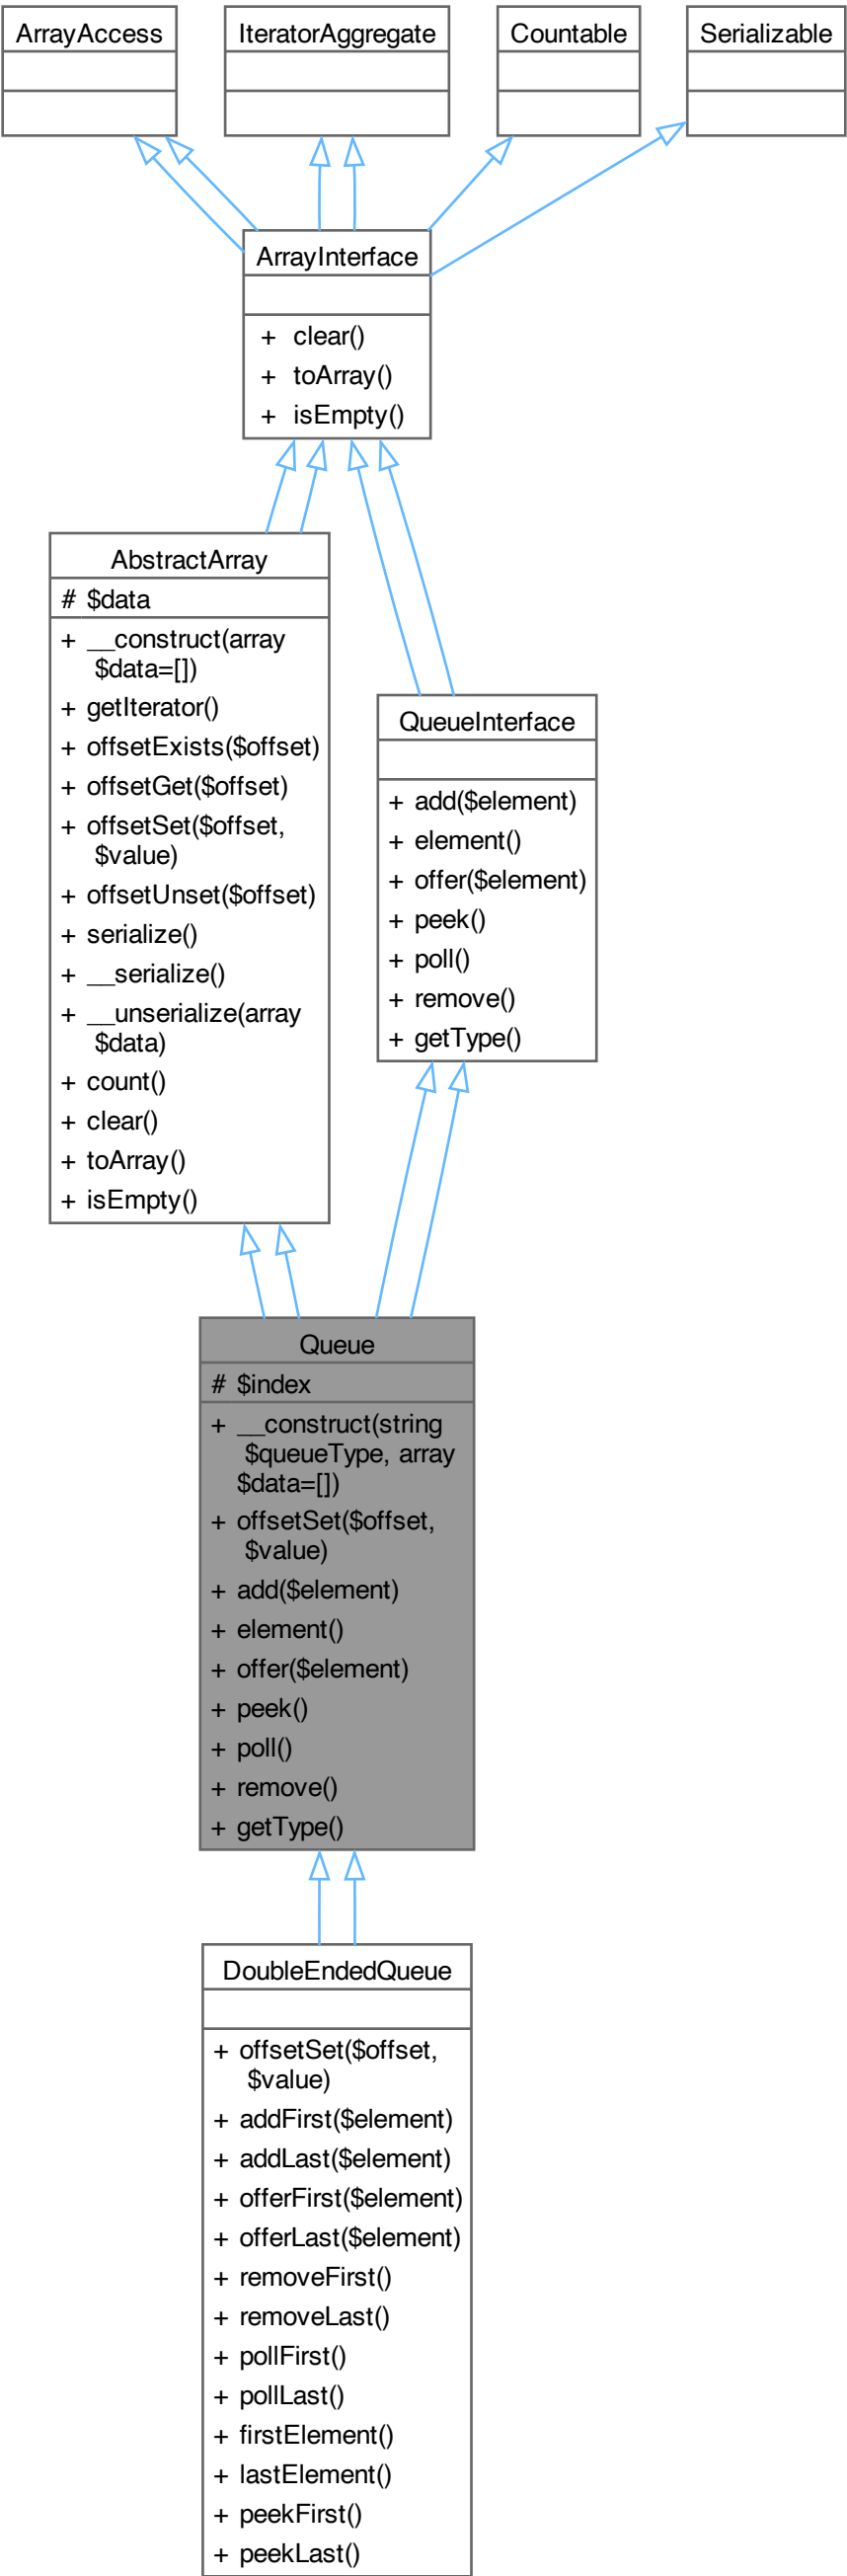 ArrayAccess
IteratorAggregate
Countable
Serializable
ArrayInterface
+ clear()
+ toArray()
+ isEmpty()
AbstractArray
# $data
+ __construct(array
$data=[])
+ getIterator()
+ offsetExists($offset)
+ offsetGet($offset)
+ offsetSet($offset,
$value)
+ offsetUnset($offset)
+ serialize()
+ __serialize()
+ __unserialize(array
$data)
+ count()
+ clear()
+ toArray()
+ isEmpty()
QueueInterface
+ add($element)
+ element()
+ offer($element)
+ peek()
+ poll()
+ remove()
+ getType()
Queue
# $index
+ __construct(string
$queueType, array
$data=[])
+ offsetSet($offset,
$value)
+ add($element)
+ element()
+ offer($element)
+ peek()
+ poll()
+ remove()
+ getType()
DoubleEndedQueue
+ offsetSet($offset,
$value)
+ addFirst($element)
+ addLast($element)
+ offerFirst($element)
+ offerLast($element)
+ removeFirst()
+ removeLast()
+ pollFirst()
+ pollLast()
+ firstElement()
+ lastElement()
+ peekFirst()
+ peekLast()